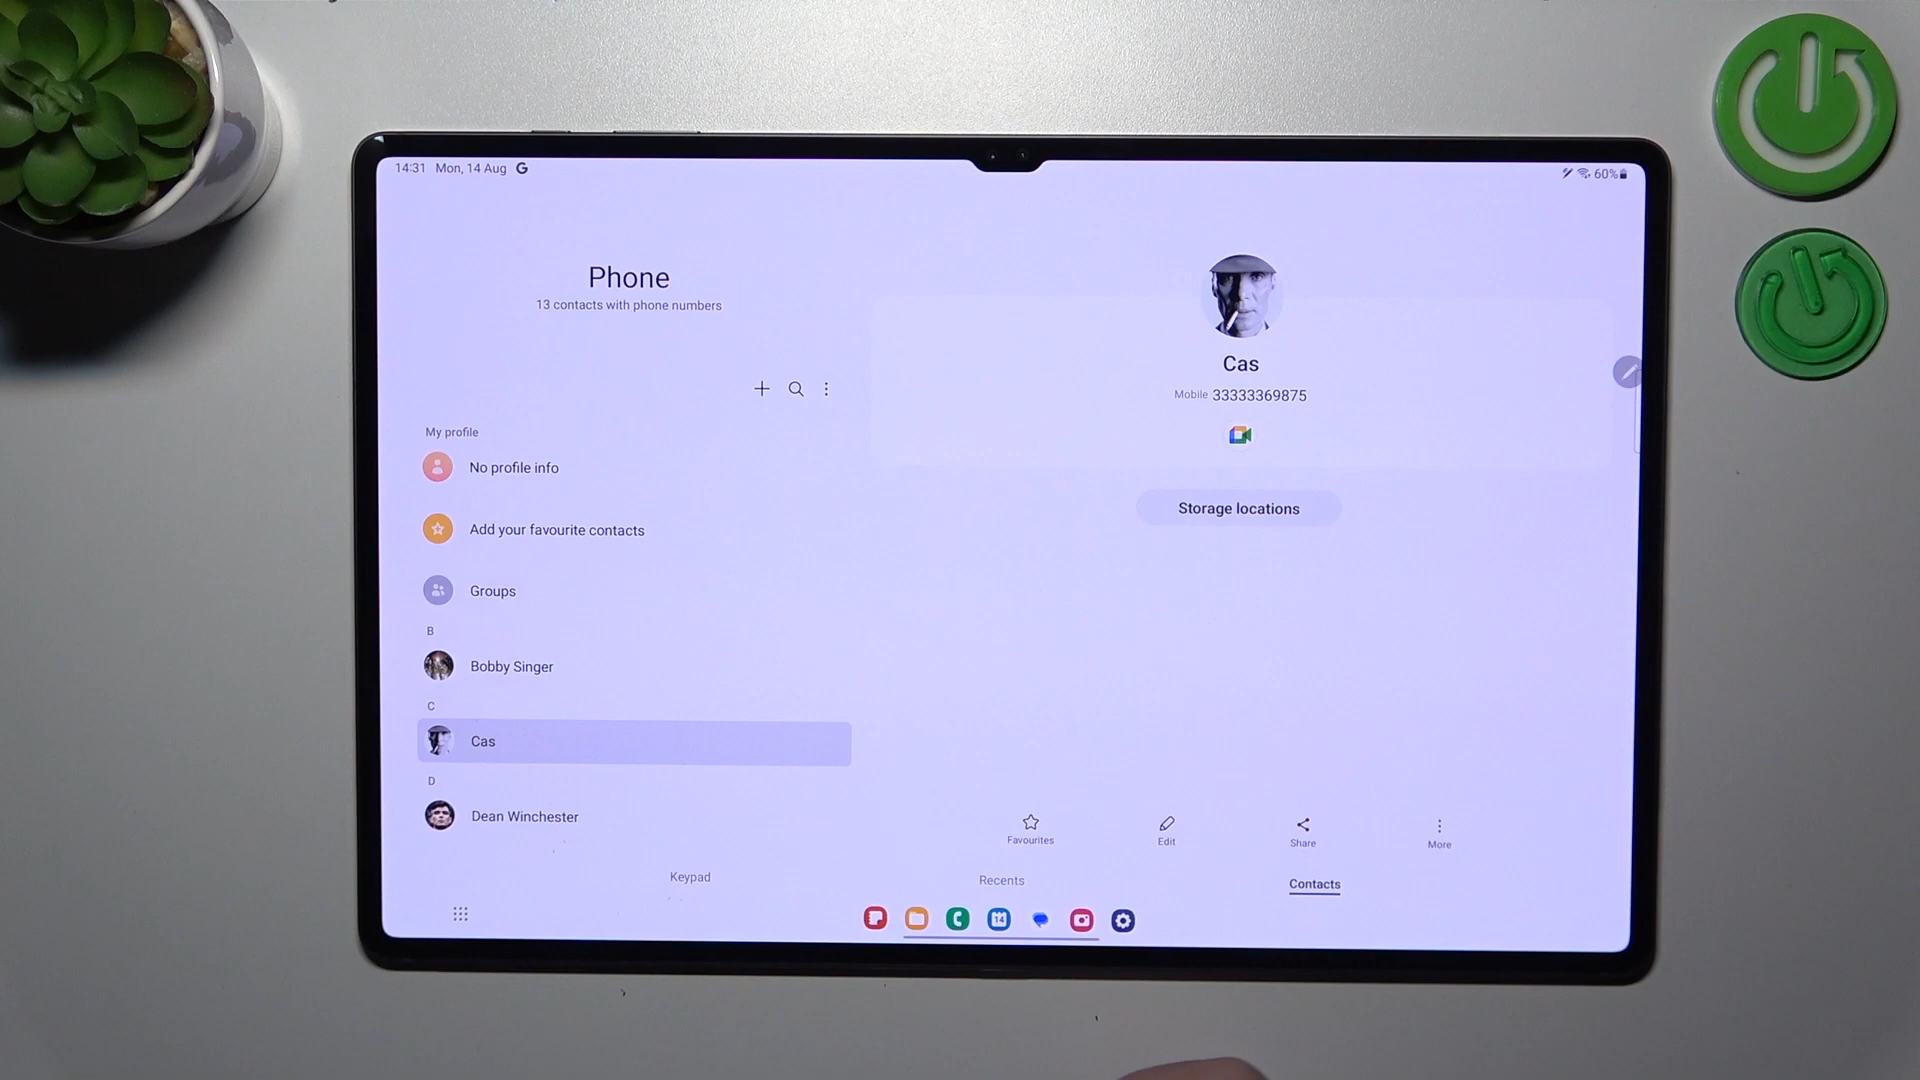 14:31 Mon, 14 Aug G
60%
Phone
13 contacts with phone numbers
My profile
No profile info
Add your favourite contacts
Groups
B
Bobby Singer
C
Cas
D
Dean Winchester
Cas
Mobile 33333369875
Storage locations
Favourites
Edit
Share
More
Keypad
Recents
Contacts
14